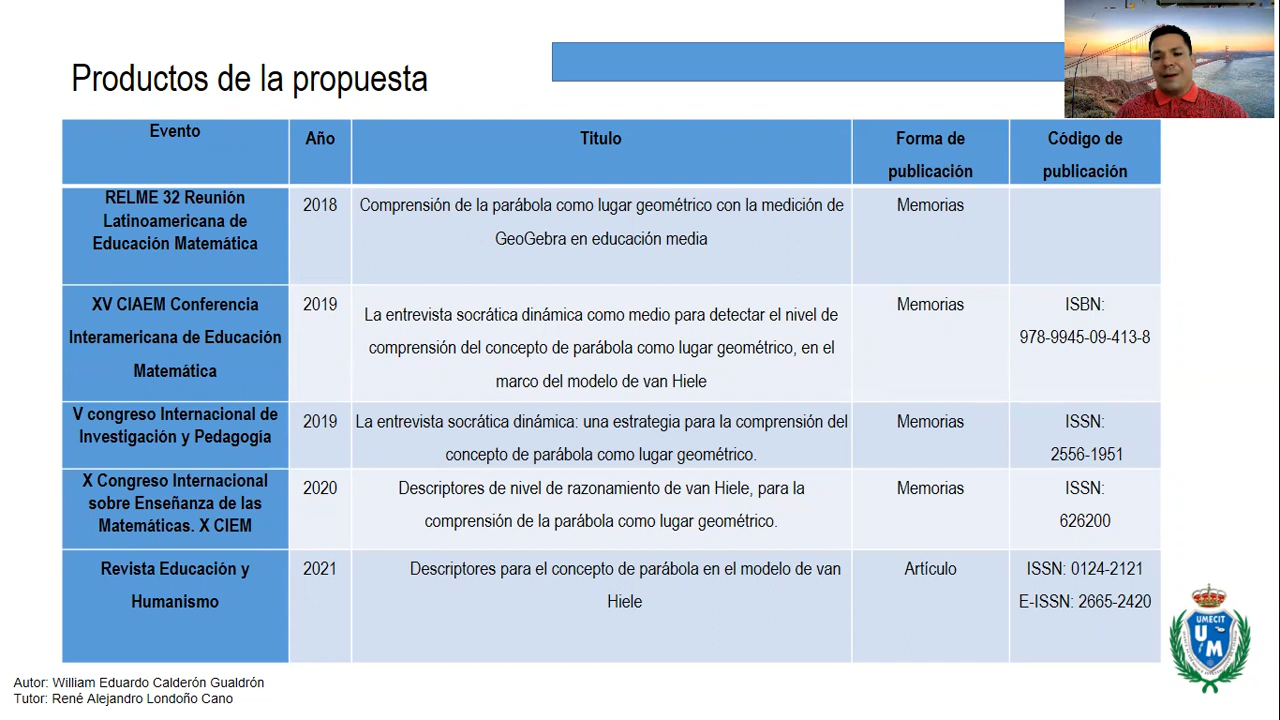 Productos de la propuesta
Evento
Año
Titulo
Forma de
publicación
Código de
publicación
RELME 32 Reunión
Latinoamericana de
Educación Matemática
2018
Comprensión de la parábola como lugar geométrico con la medición de
GeoGebra en educación media
Memorias
XV CIAEM Conferencia
Interamericana de Educación
Matemática
2019
La entrevista socrática dinámica como medio para detectar el nivel de
comprensión del concepto de parábola como lugar geométrico, en el
marco del modelo de van Hiele
Memorias
ISBN:
978-9945-09-413-8
V congreso Internacional de
Investigación y Pedagogía
2019
La entrevista socrática dinámica: una estrategia para la comprensión del
concepto de parábola como lugar geométrico.
Memorias
ISSN:
2556-1951
X Congreso Internacional
sobre Enseñanza de las
Matemáticas. X CIEM
2020
Descriptores de nivel de razonamiento de van Hiele, para la
comprensión de la parábola como lugar geométrico.
Memorias
ISSN:
626200
Revista Educación y
Humanismo
2021
Descriptores para el concepto de parábola en el modelo de van
Hiele
Artículo
ISSN: 0124-2121
E-ISSN: 2665-2420
UMECIT
U M
Autor: William Eduardo Calderón Gualdrón
Tutor: René Alejandro Londoño Cano